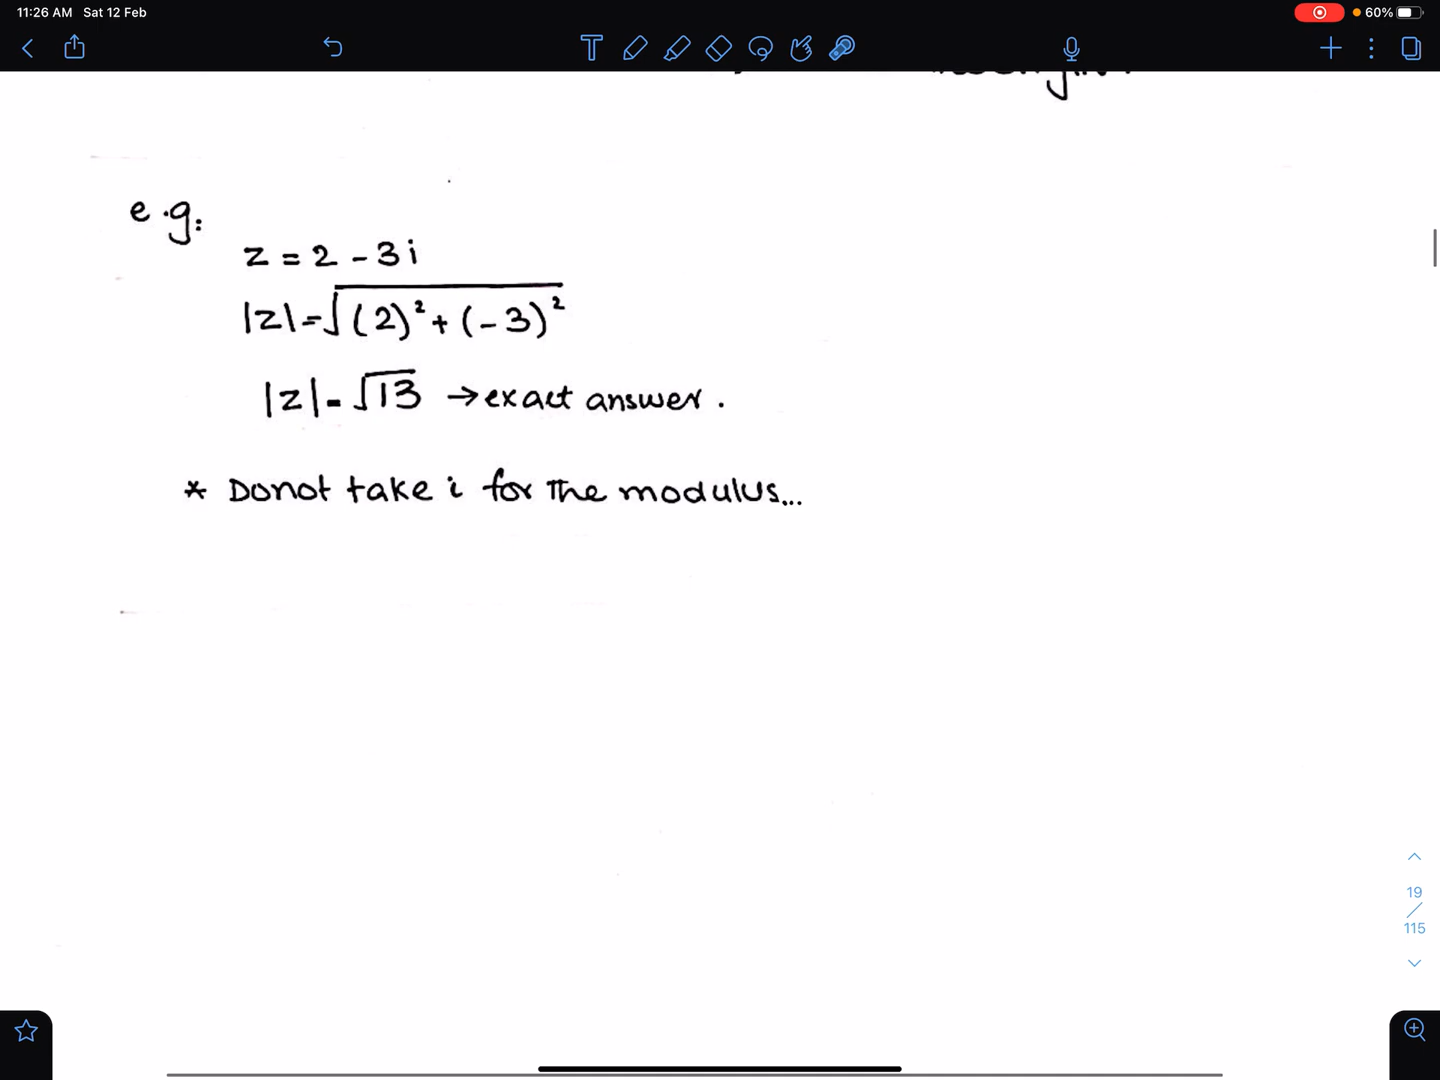 11:26 AM Sat 12 Feb
60%
e.g:
z = 2 - 3i
|z| = √(2)² + (-3)²
|z| = √13 → exact answer.
* Donot take i for the modulus...
19
/
115